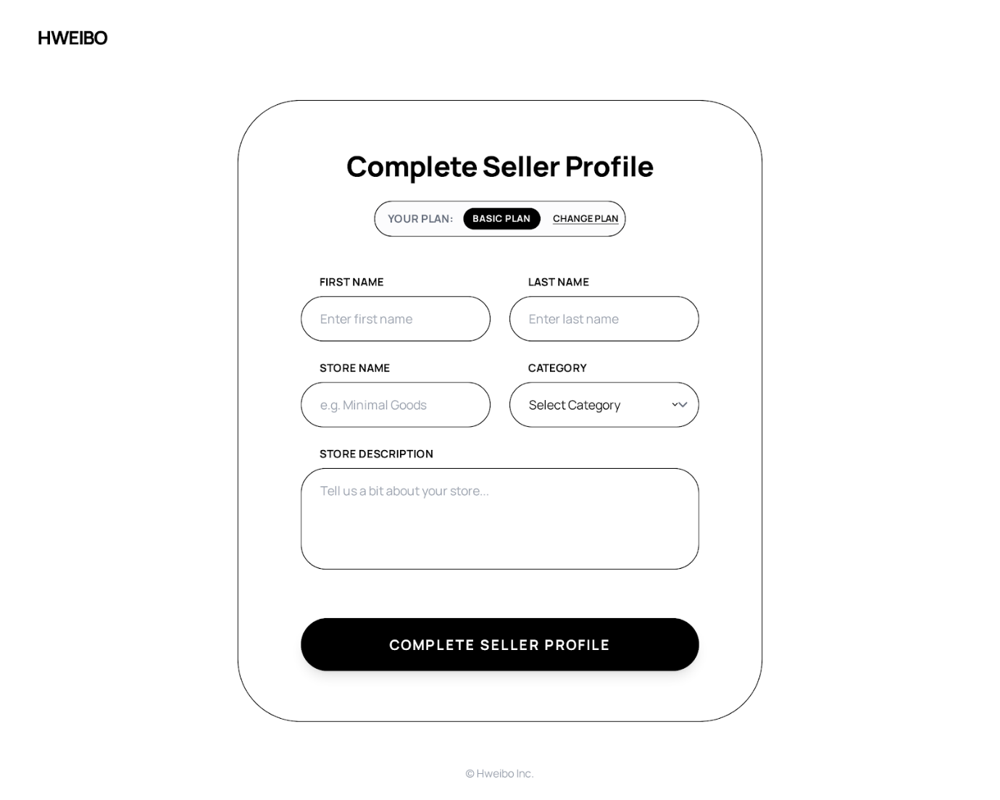 HWEIBO
Complete Seller Profile
YOUR PLAN: BASIC PLAN CHANGE PLAN
FIRST NAME LAST NAME
Enter first name Enter last name
STORE NAME CATEGORY
e.g. Minimal Goods Select Category
STORE DESCRIPTION
Tell us a bit about your store...
COMPLETE SELLER PROFILE
© Hweibo Inc.